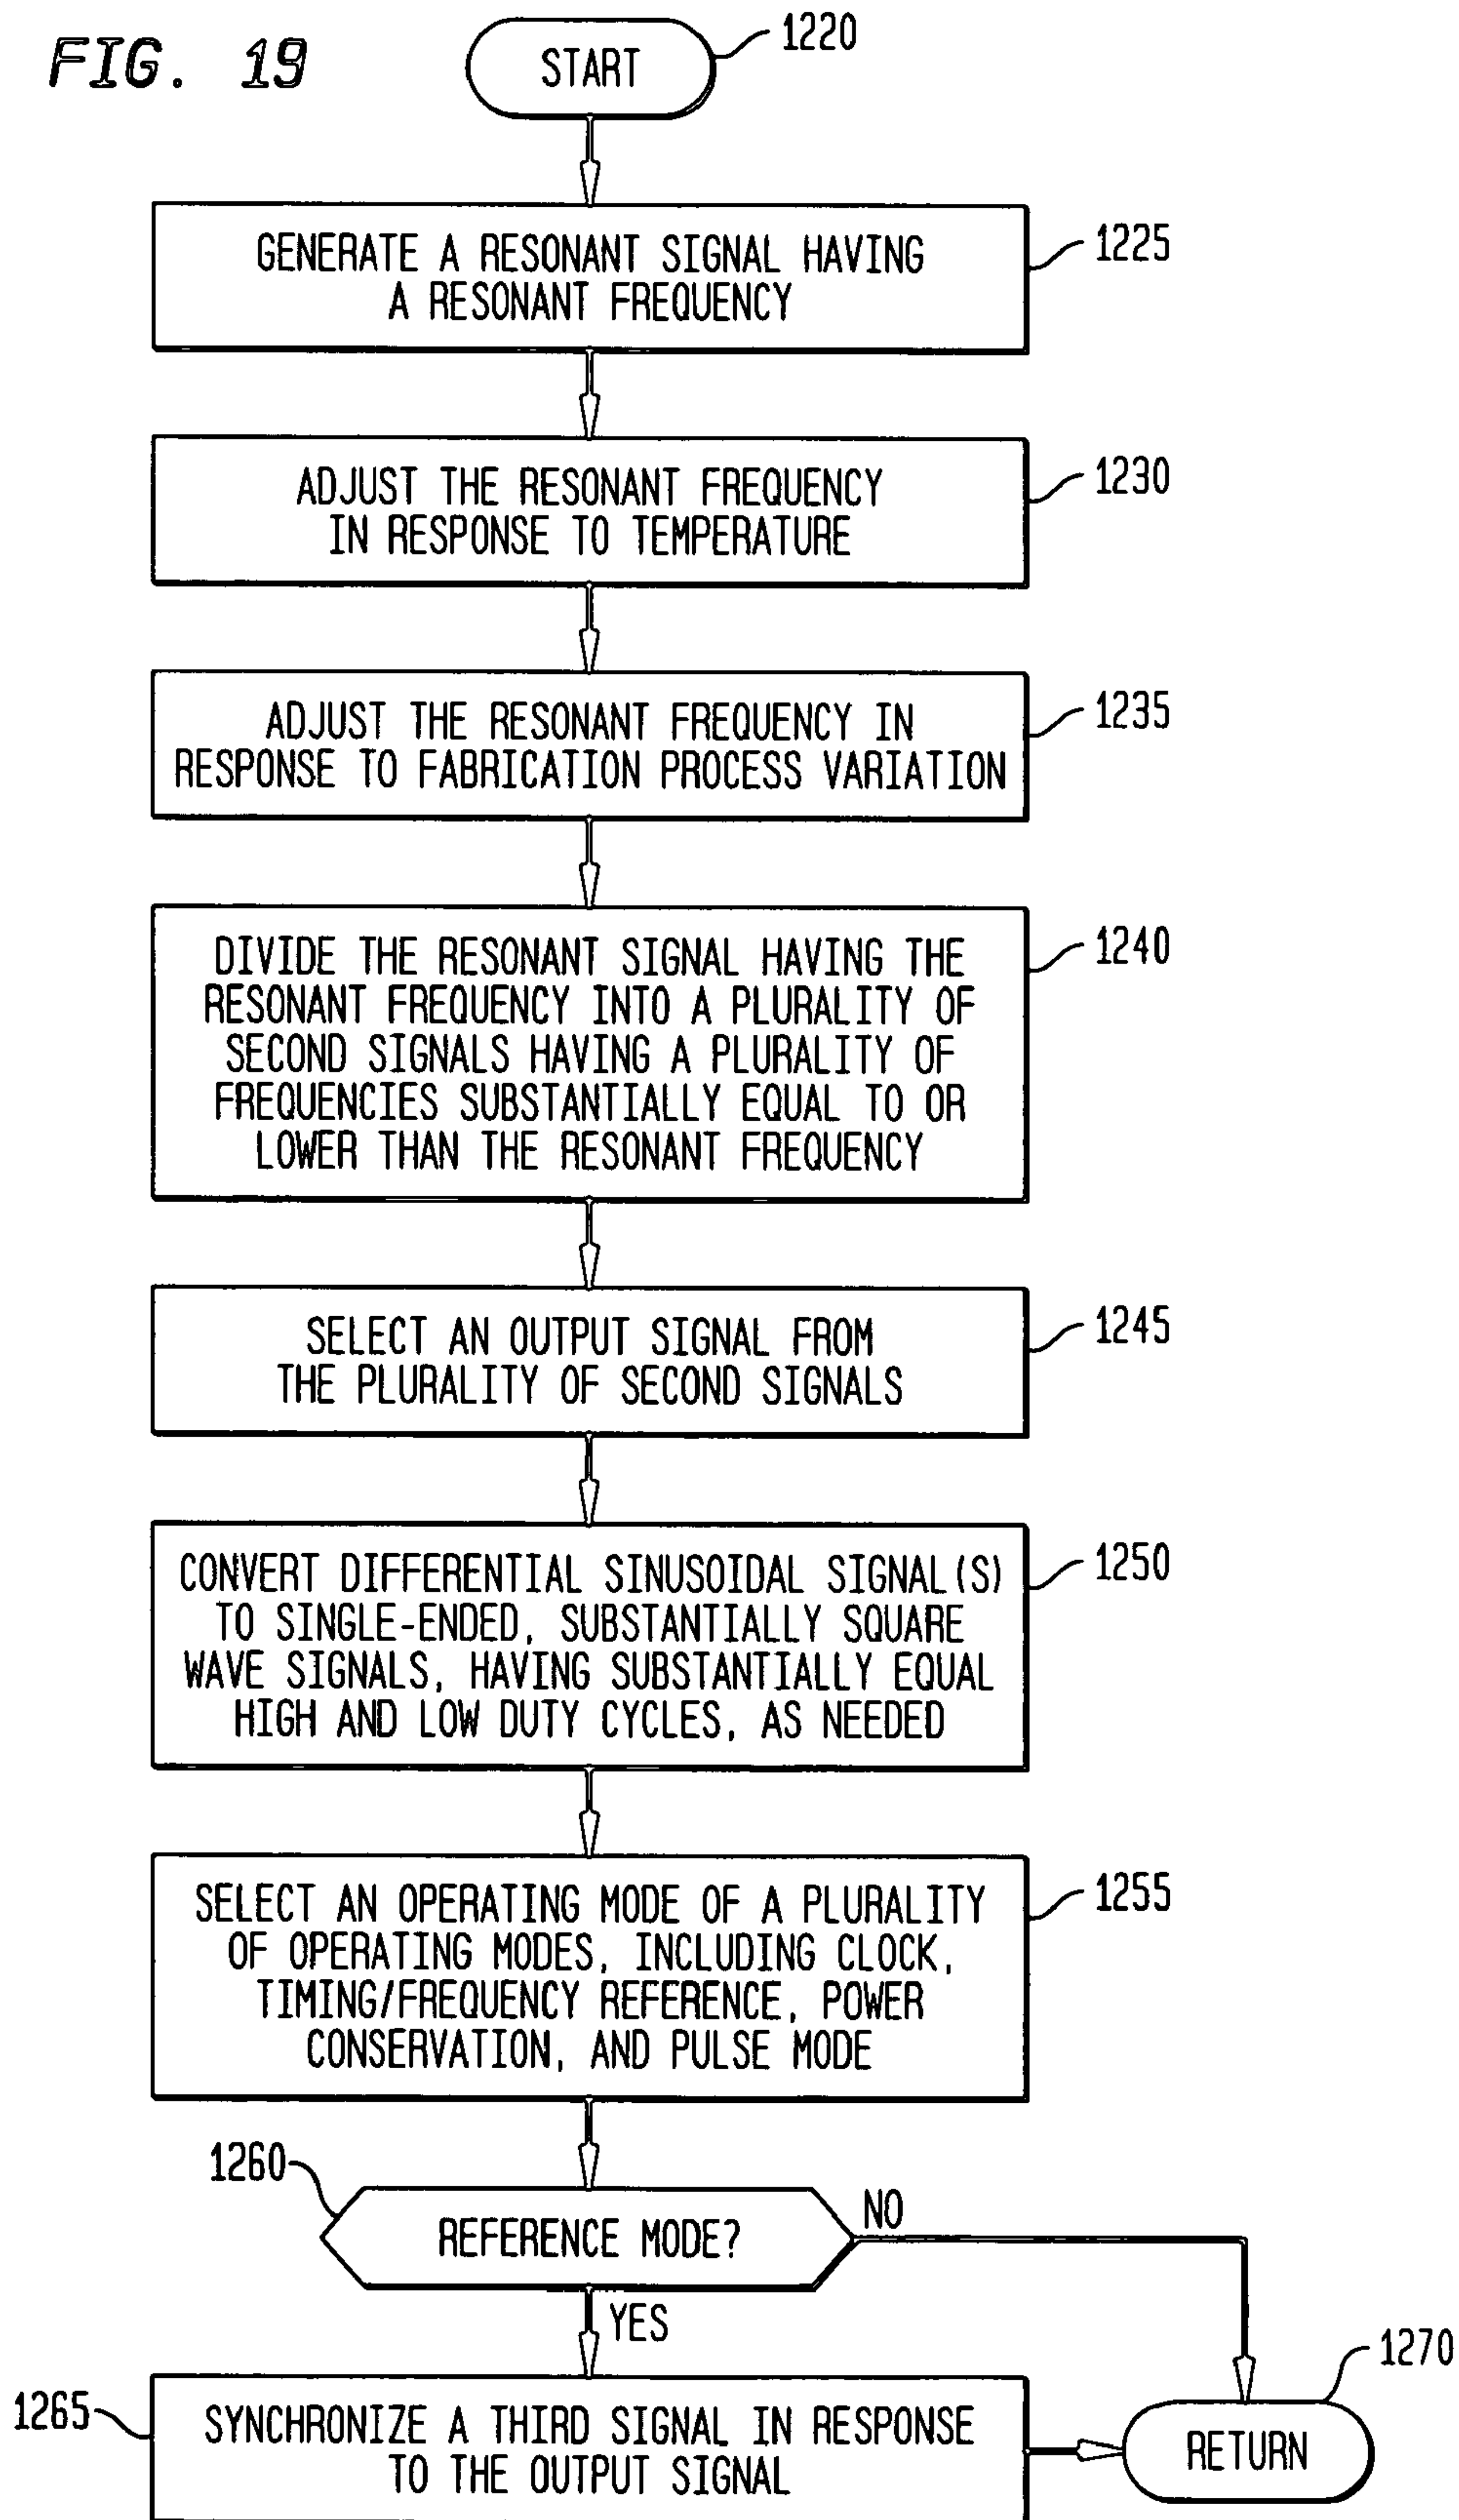 FIG. 19
START
1220
GENERATE A RESONANT SIGNAL HAVING
A RESONANT FREQUENCY
1225
ADJUST THE RESONANT FREQUENCY
IN RESPONSE TO TEMPERATURE
1230
ADJUST THE RESONANT FREQUENCY IN
RESPONSE TO FABRICATION PROCESS VARIATION
1235
DIVIDE THE RESONANT SIGNAL HAVING THE
RESONANT FREQUENCY INTO A PLURALITY OF
SECOND SIGNALS HAVING A PLURALITY OF
FREQUENCIES SUBSTANTIALLY EQUAL TO OR
LOWER THAN THE RESONANT FREQUENCY
1240
SELECT AN OUTPUT SIGNAL FROM
THE PLURALITY OF SECOND SIGNALS
1245
CONVERT DIFFERENTIAL SINUSOIDAL SIGNAL(S)
TO SINGLE-ENDED, SUBSTANTIALLY SQUARE
WAVE SIGNALS, HAVING SUBSTANTIALLY EQUAL
HIGH AND LOW DUTY CYCLES, AS NEEDED
1250
SELECT AN OPERATING MODE OF A PLURALITY
OF OPERATING MODES, INCLUDING CLOCK,
TIMING/FREQUENCY REFERENCE, POWER
CONSERVATION, AND PULSE MODE
1255
1260
REFERENCE MODE?
NO
YES
1265
SYNCHRONIZE A THIRD SIGNAL IN RESPONSE
TO THE OUTPUT SIGNAL
1270
RETURN